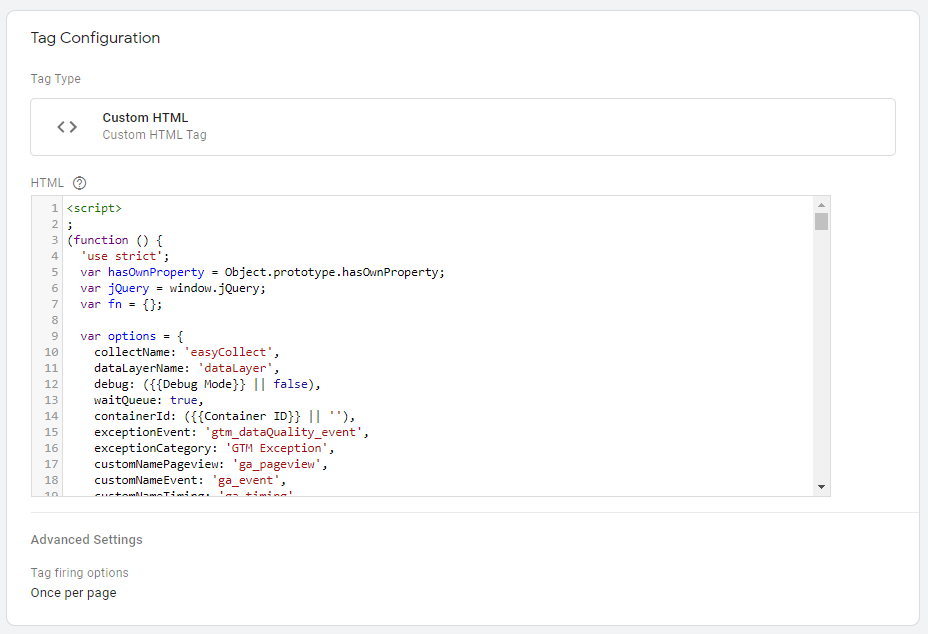 Tag Configuration
Tag Type
Custom HTML
Custom HTML Tag
HTML
1 <script>
2 ;
3 (function () {
4   'use strict';
5   var hasOwnProperty = Object.prototype.hasOwnProperty;
6   var jQuery = window.jQuery;
7   var fn = {};
8
9   var options = {
10     collectName: 'easyCollect',
11     dataLayerName: 'dataLayer',
12     debug: ({{Debug Mode}} || false),
13     waitQueue: true,
14     containerId: ({{Container ID}} || ''),
15     exceptionEvent: 'gtm_dataQuality_event',
16     exceptionCategory: 'GTM Exception',
17     customNamePageview: 'ga_pageview',
18     customNameEvent: 'ga_event',
19     customNameTiming: 'ga_timing'
Advanced Settings
Tag firing options
Once per page